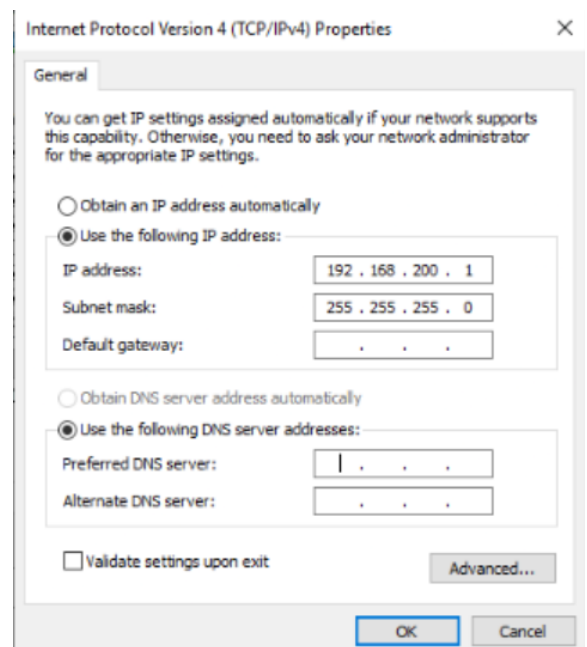 Internet Protocol Version 4 (TCP/IPv4) Properties
General
You can get IP settings assigned automatically if your network supports
this capability. Otherwise, you need to ask your network administrator
for the appropriate IP settings.
Obtain an IP address automatically
Use the following IP address:
IP address: 192 . 168 . 200 . 1
Subnet mask: 255 . 255 . 255 . 0
Default gateway: . . .
Obtain DNS server address automatically
Use the following DNS server addresses:
Preferred DNS server: . . .
Alternate DNS server: . . .
Validate settings upon exit
Advanced...
OK Cancel